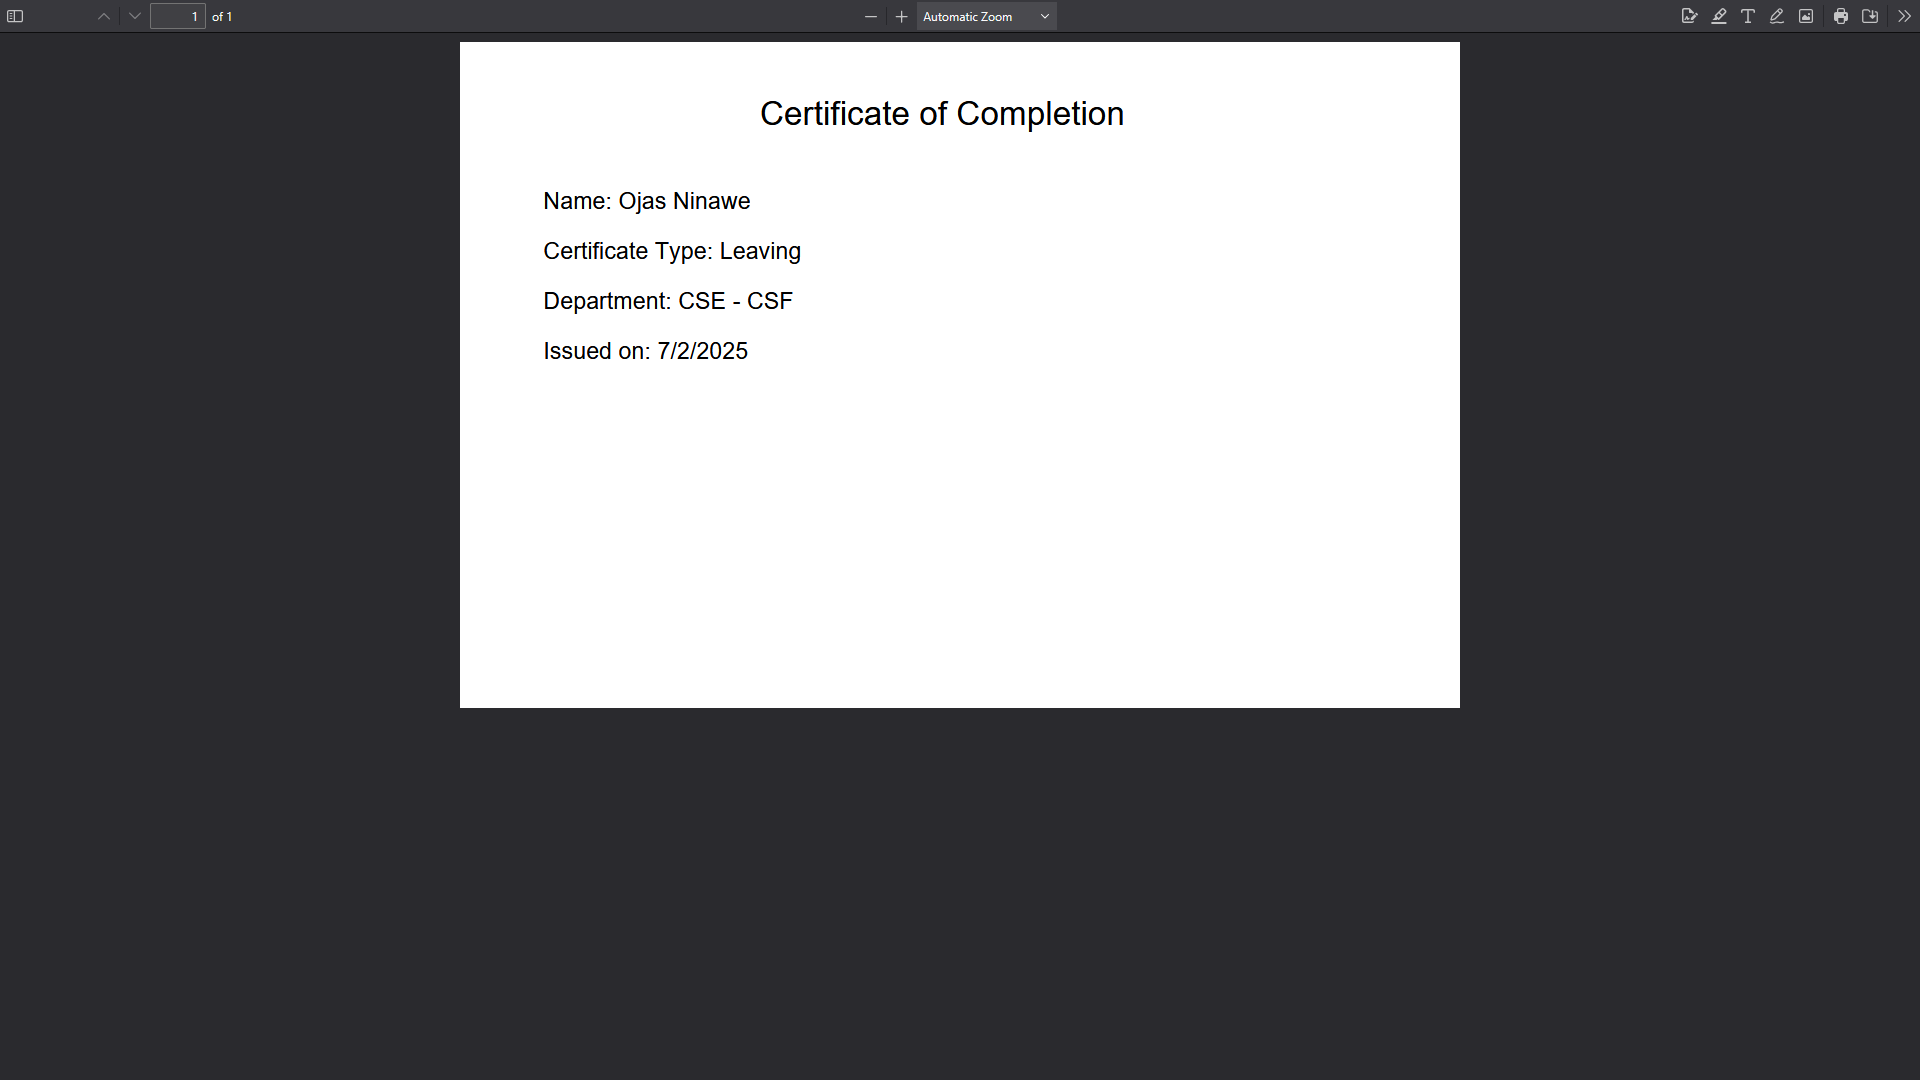 1 of 1 Automatic Zoom
Certificate of Completion
Name: Ojas Ninawe
Certificate Type: Leaving
Department: CSE - CSF
Issued on: 7/2/2025